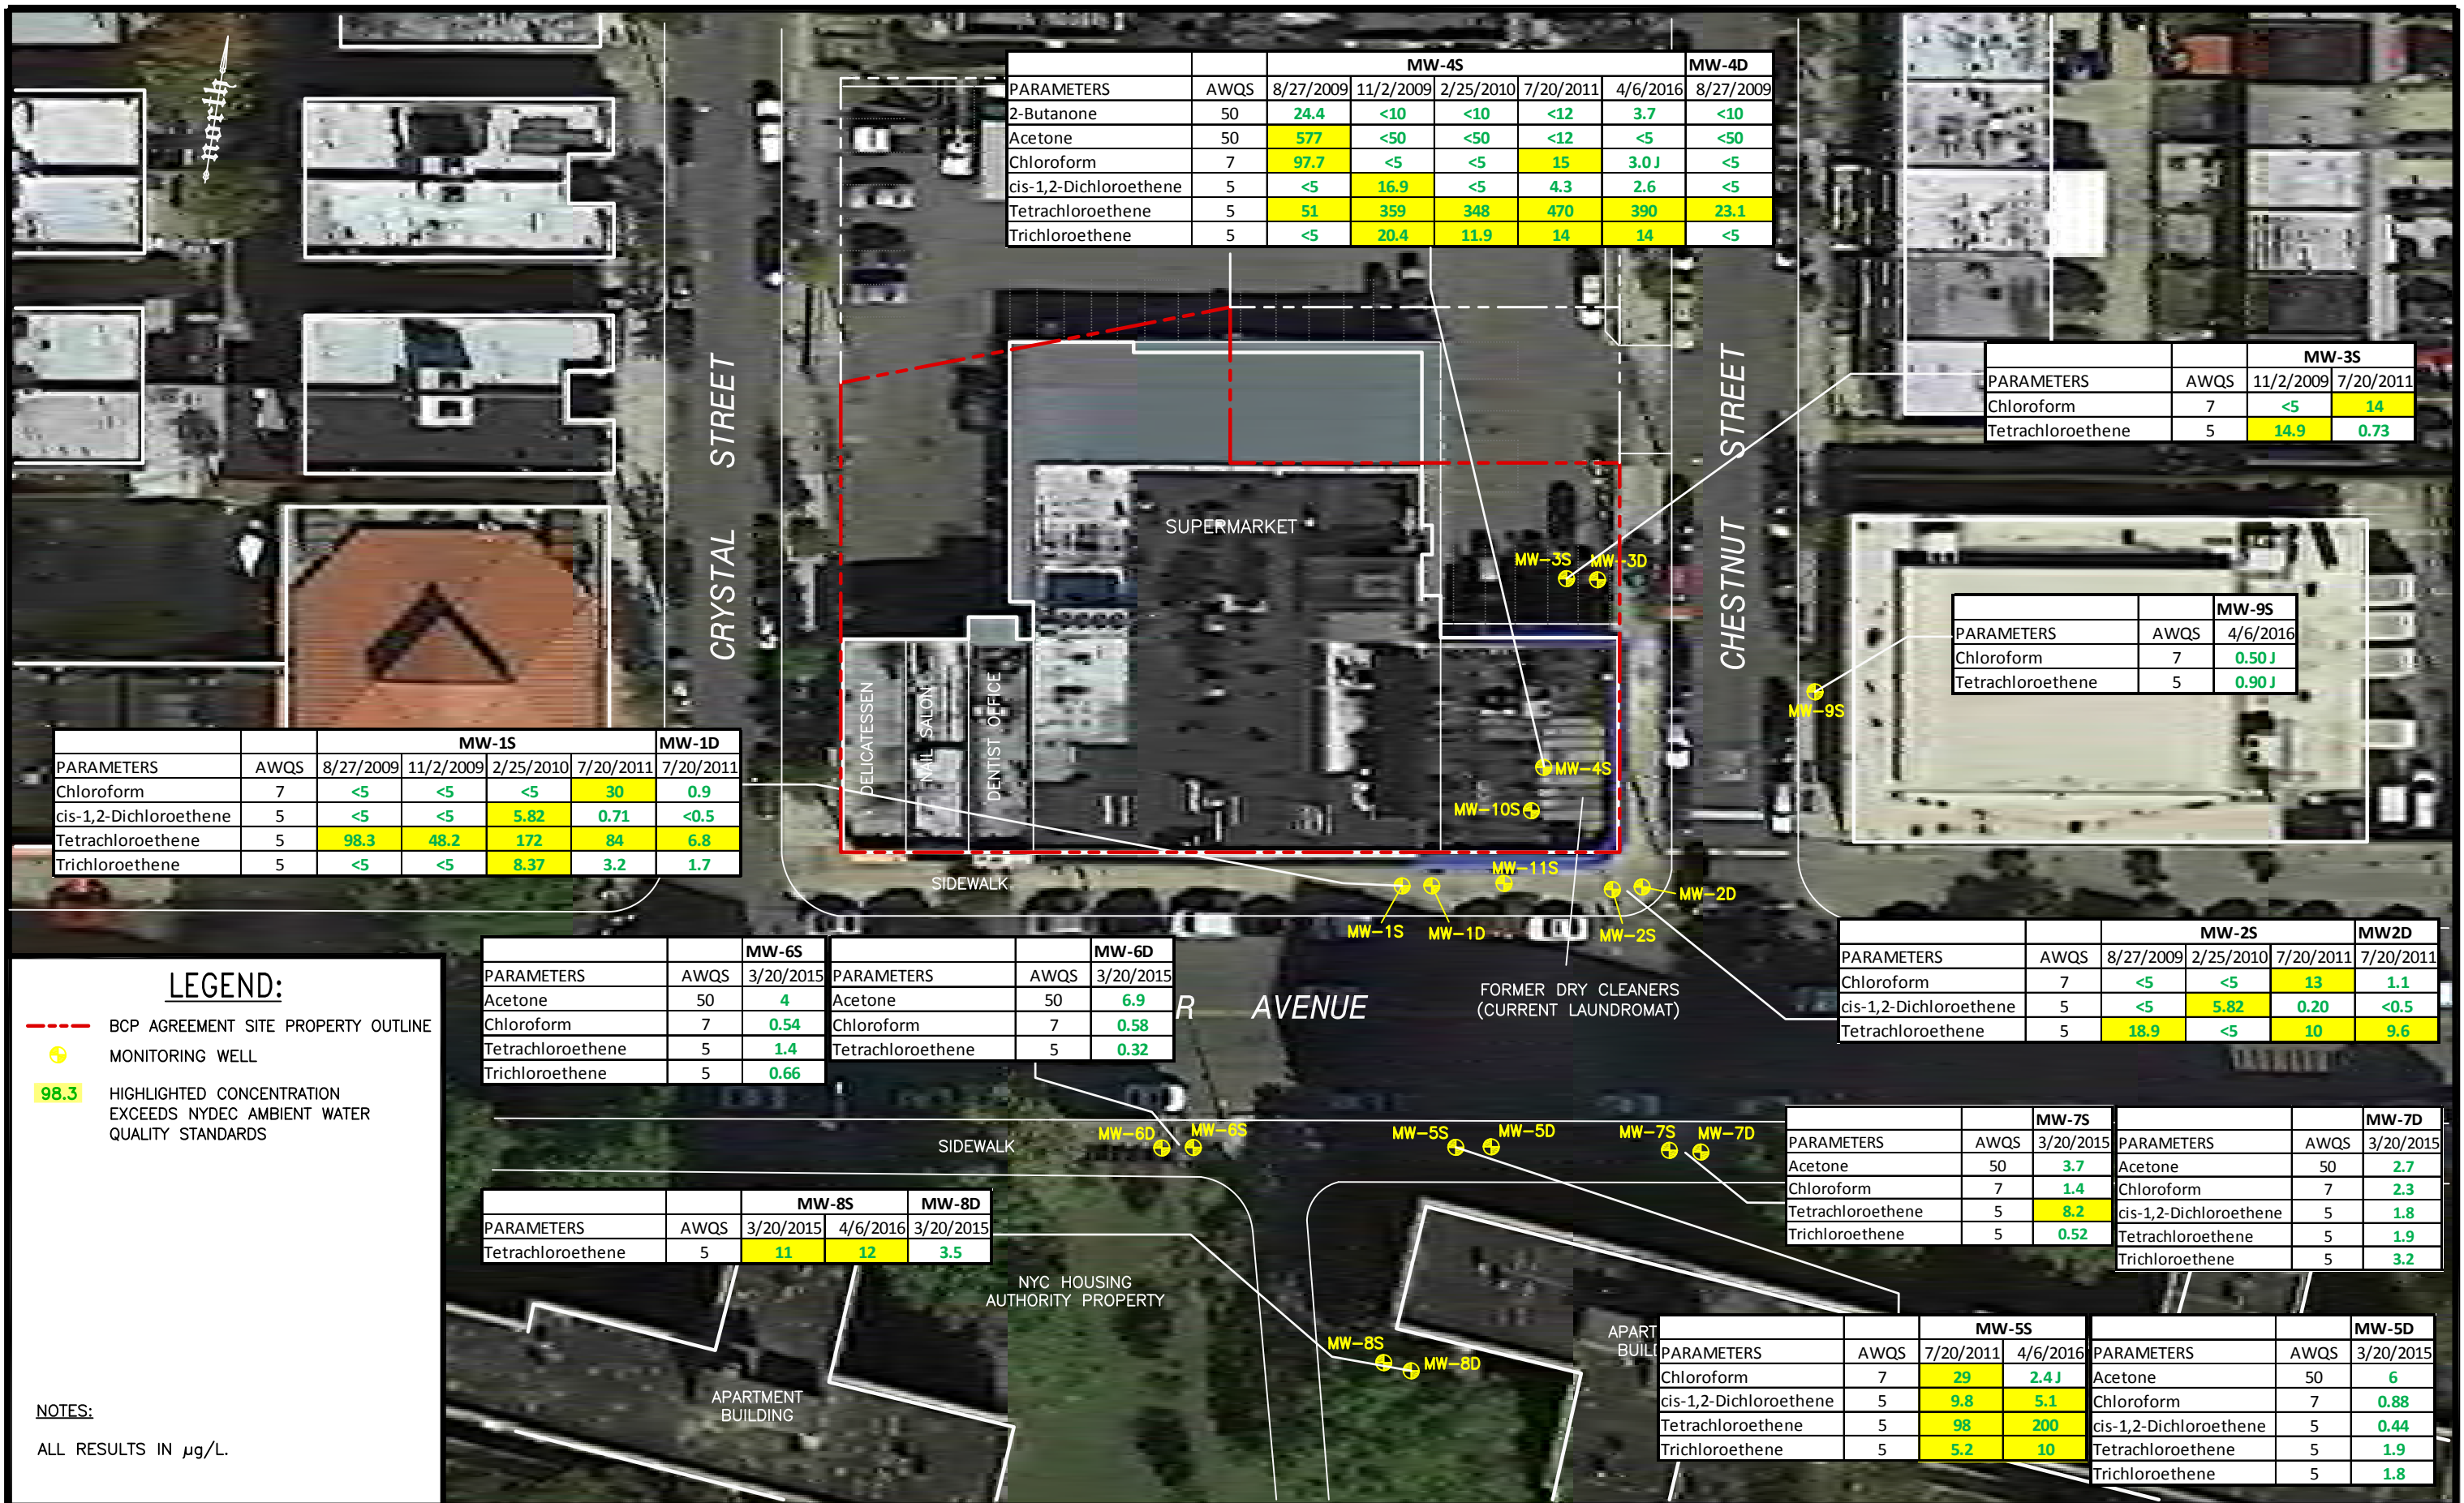 north
MW-4S MW-4D
PARAMETERS AWQS 8/27/2009 11/2/2009 2/25/2010 7/20/2011 4/6/2016 8/27/2009
2-Butanone 50 24.4 <10 <10 <12 3.7 <10
Acetone 50 577 <50 <50 <12 <5 <50
Chloroform 7 97.7 <5 <5 15 3.0 J <5
cis-1,2-Dichloroethene 5 <5 16.9 <5 4.3 2.6 <5
Tetrachloroethene 5 51 359 348 470 390 23.1
Trichloroethene 5 <5 20.4 11.9 14 14 <5
CRYSTAL STREET
CHESTNUT STREET
MW-3S
PARAMETERS AWQS 11/2/2009 7/20/2011
Chloroform 7 <5 14
Tetrachloroethene 5 14.9 0.73
SUPERMARKET
MW-3S MW-3D
MW-9S
PARAMETERS AWQS 4/6/2016
Chloroform 7 0.50 J
Tetrachloroethene 5 0.90 J
MW-9S
DELICATESSEN
NAIL SALON
DENTIST OFFICE
MW-4S
MW-10S
MW-1S MW-1D
PARAMETERS AWQS 8/27/2009 11/2/2009 2/25/2010 7/20/2011 7/20/2011
Chloroform 7 <5 <5 <5 30 0.9
cis-1,2-Dichloroethene 5 <5 <5 5.82 0.71 <0.5
Tetrachloroethene 5 98.3 48.2 172 84 6.8
Trichloroethene 5 <5 <5 8.37 3.2 1.7
SIDEWALK
MW-11S
MW-2D
MW-1S MW-1D MW-2S
MW-2S MW2D
PARAMETERS AWQS 8/27/2009 2/25/2010 7/20/2011 7/20/2011
Chloroform 7 <5 <5 13 1.1
cis-1,2-Dichloroethene 5 <5 5.82 0.20 <0.5
Tetrachloroethene 5 18.9 <5 10 9.6
MW-6S
PARAMETERS AWQS 3/20/2015
Acetone 50 4
Chloroform 7 0.54
Tetrachloroethene 5 1.4
Trichloroethene 5 0.66
MW-6D
PARAMETERS AWQS 3/20/2015
Acetone 50 6.9
Chloroform 7 0.58
Tetrachloroethene 5 0.32
R AVENUE
FORMER DRY CLEANERS
(CURRENT LAUNDROMAT)
LEGEND:
BCP AGREEMENT SITE PROPERTY OUTLINE
MONITORING WELL
98.3 HIGHLIGHTED CONCENTRATION
EXCEEDS NYDEC AMBIENT WATER
QUALITY STANDARDS
NOTES:
ALL RESULTS IN µg/L.
SIDEWALK
MW-6D MW-6S
MW-5S MW-5D
MW-7S MW-7D
MW-7S
PARAMETERS AWQS 3/20/2015
Acetone 50 3.7
Chloroform 7 1.4
Tetrachloroethene 5 8.2
Trichloroethene 5 0.52
MW-7D
PARAMETERS AWQS 3/20/2015
Acetone 50 2.7
Chloroform 7 2.3
cis-1,2-Dichloroethene 5 1.8
Tetrachloroethene 5 1.9
Trichloroethene 5 3.2
MW-8S MW-8D
PARAMETERS AWQS 3/20/2015 4/6/2016 3/20/2015
Tetrachloroethene 5 11 12 3.5
NYC HOUSING
AUTHORITY PROPERTY
MW-8S
MW-8D
APARTMENT
BUILDING
APART
BUIL
MW-5S
PARAMETERS AWQS 7/20/2011 4/6/2016
Chloroform 7 29 2.4 J
cis-1,2-Dichloroethene 5 9.8 5.1
Tetrachloroethene 5 98 200
Trichloroethene 5 5.2 10
MW-5D
PARAMETERS AWQS 3/20/2015
Acetone 50 6
Chloroform 7 0.88
cis-1,2-Dichloroethene 5 0.44
Tetrachloroethene 5 1.9
Trichloroethene 5 1.8